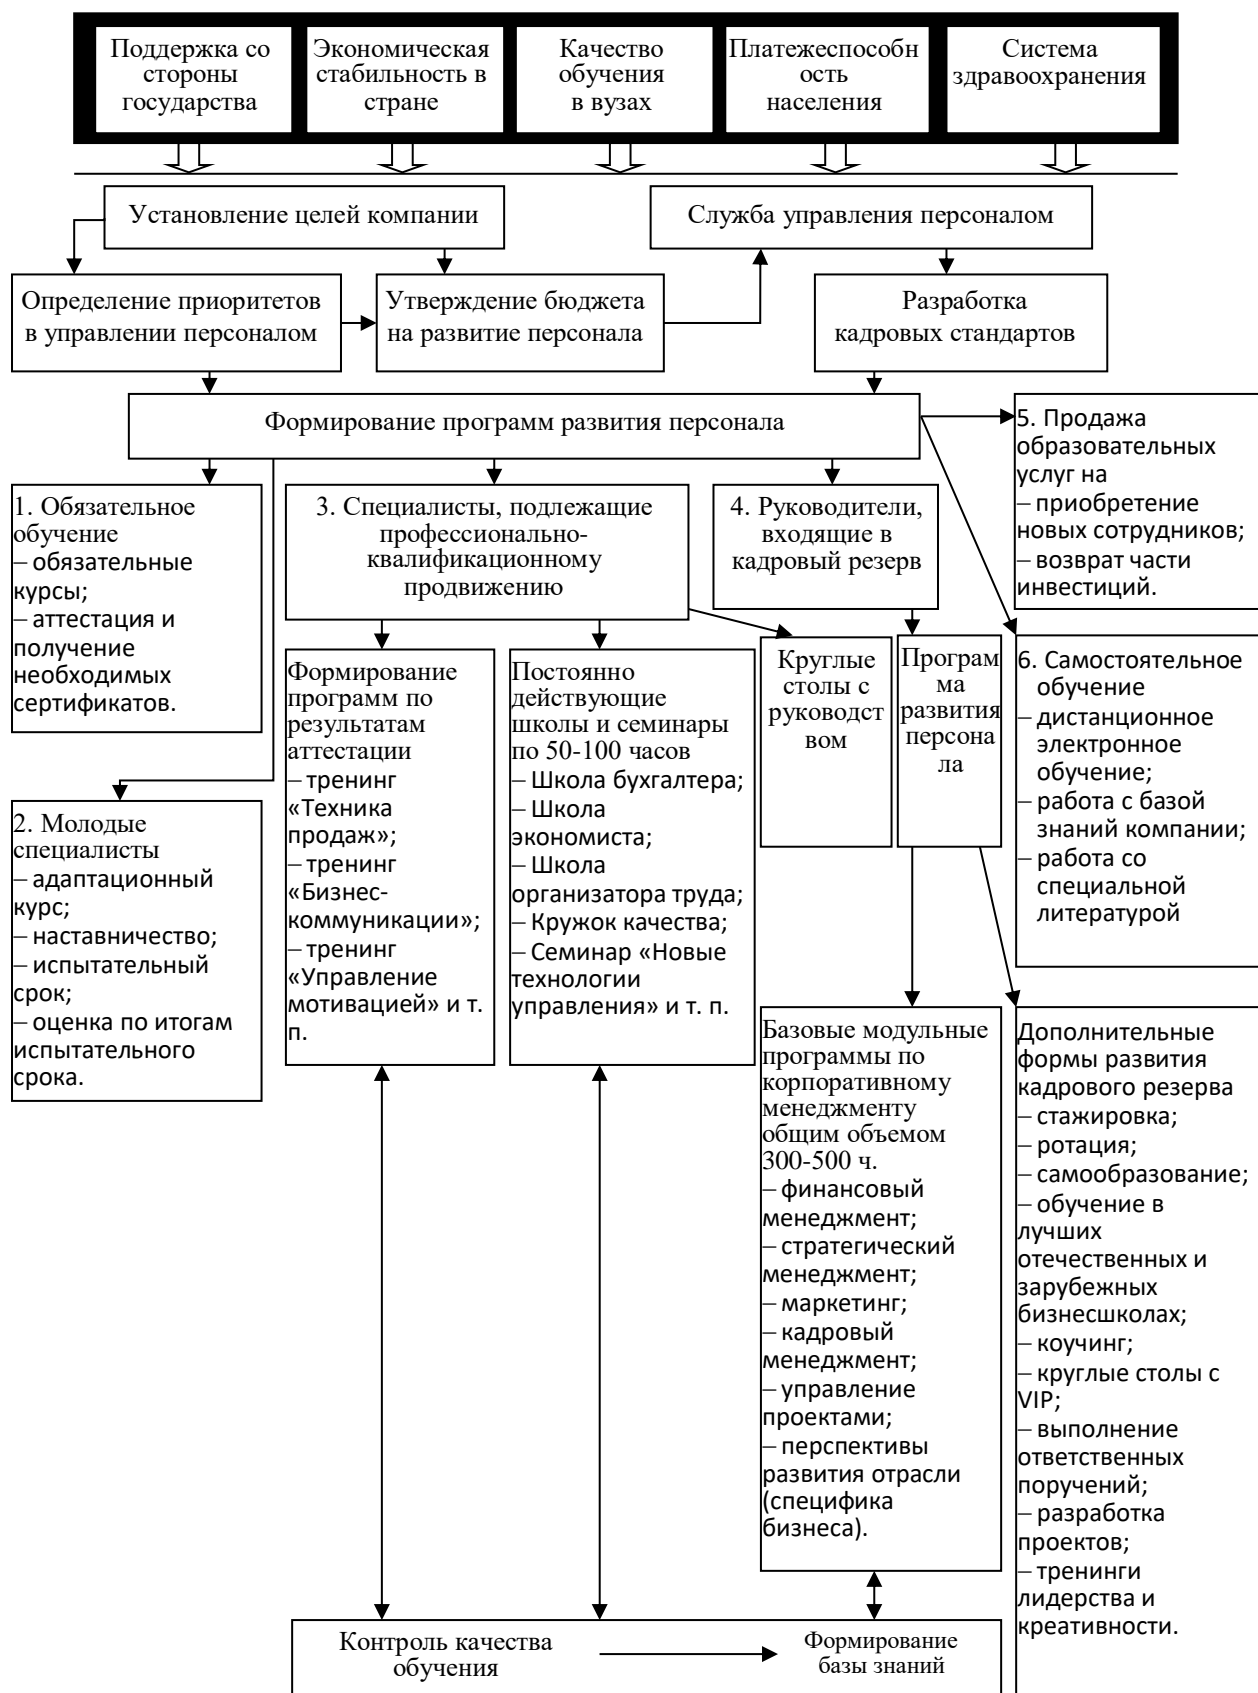 Поддержка со
стороны
государства
Экономическая
стабильность в
стране
Качество
обучения
в вузах
Платежеспособн
ость
населения
Система
здравоохранения
Установление целей компании
Служба управления персоналом
Определение приоритетов
в управлении персоналом
Утверждение бюджета
на развитие персонала
Разработка
кадровых стандартов
Формирование программ развития персонала
5. Продажа
образовательных
услуг на
– приобретение
новых сотрудников;
– возврат части
инвестиций.
1. Обязательное
обучение
– обязательные
курсы;
– аттестация и
получение
необходимых
сертификатов.
3. Специалисты, подлежащие
профессионально-
квалификационному
продвижению
4. Руководители,
входящие в
кадровый резерв
Формирование
программ по
результатам
аттестации
– тренинг
«Техника
продаж»;
– тренинг
«Бизнес-
коммуникации»;
– тренинг
«Управление
мотивацией» и т.
п.
Постоянно
действующие
школы и семинары
по 50-100 часов
– Школа бухгалтера;
– Школа
экономиста;
– Школа
организатора труда;
– Кружок качества;
– Семинар «Новые
технологии
управления» и т. п.
Круглые
столы с
руководст
вом
Програм
ма
развития
персона
ла
6. Самостоятельное
обучение
– дистанционное
электронное
обучение;
– работа с базой
знаний компании;
– работа со
специальной
литературой
2. Молодые
специалисты
– адаптационный
курс;
– наставничество;
– испытательный
срок;
– оценка по итогам
испытательного
срока.
Базовые модульные
программы по
корпоративному
менеджменту
общим объемом
300-500 ч.
– финансовый
менеджмент;
– стратегический
менеджмент;
– маркетинг;
– кадровый
менеджмент;
– управление
проектами;
– перспективы
развития отрасли
(специфика
бизнеса).
Дополнительные
формы развития
кадрового резерва
– стажировка;
– ротация;
– самообразование;
– обучение в
лучших
отечественных и
зарубежных
бизнесшколах;
– коучинг;
– круглые столы с
VIP;
– выполнение
ответственных
поручений;
– разработка
проектов;
– тренинги
лидерства и
креативности.
Контроль качества
обучения
Формирование
базы знаний